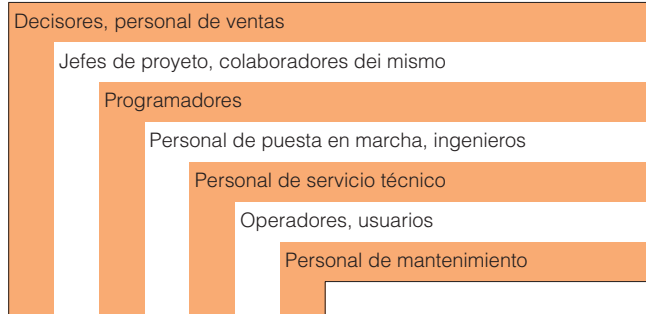 Decisores, personal de ventas
Jefes de proyeto, colaboradores dei mismo
Programadores
Personal de puesta en marcha, ingenieros
Personal de servicio técnico
Operadores, usuarios
Personal de mantenimiento